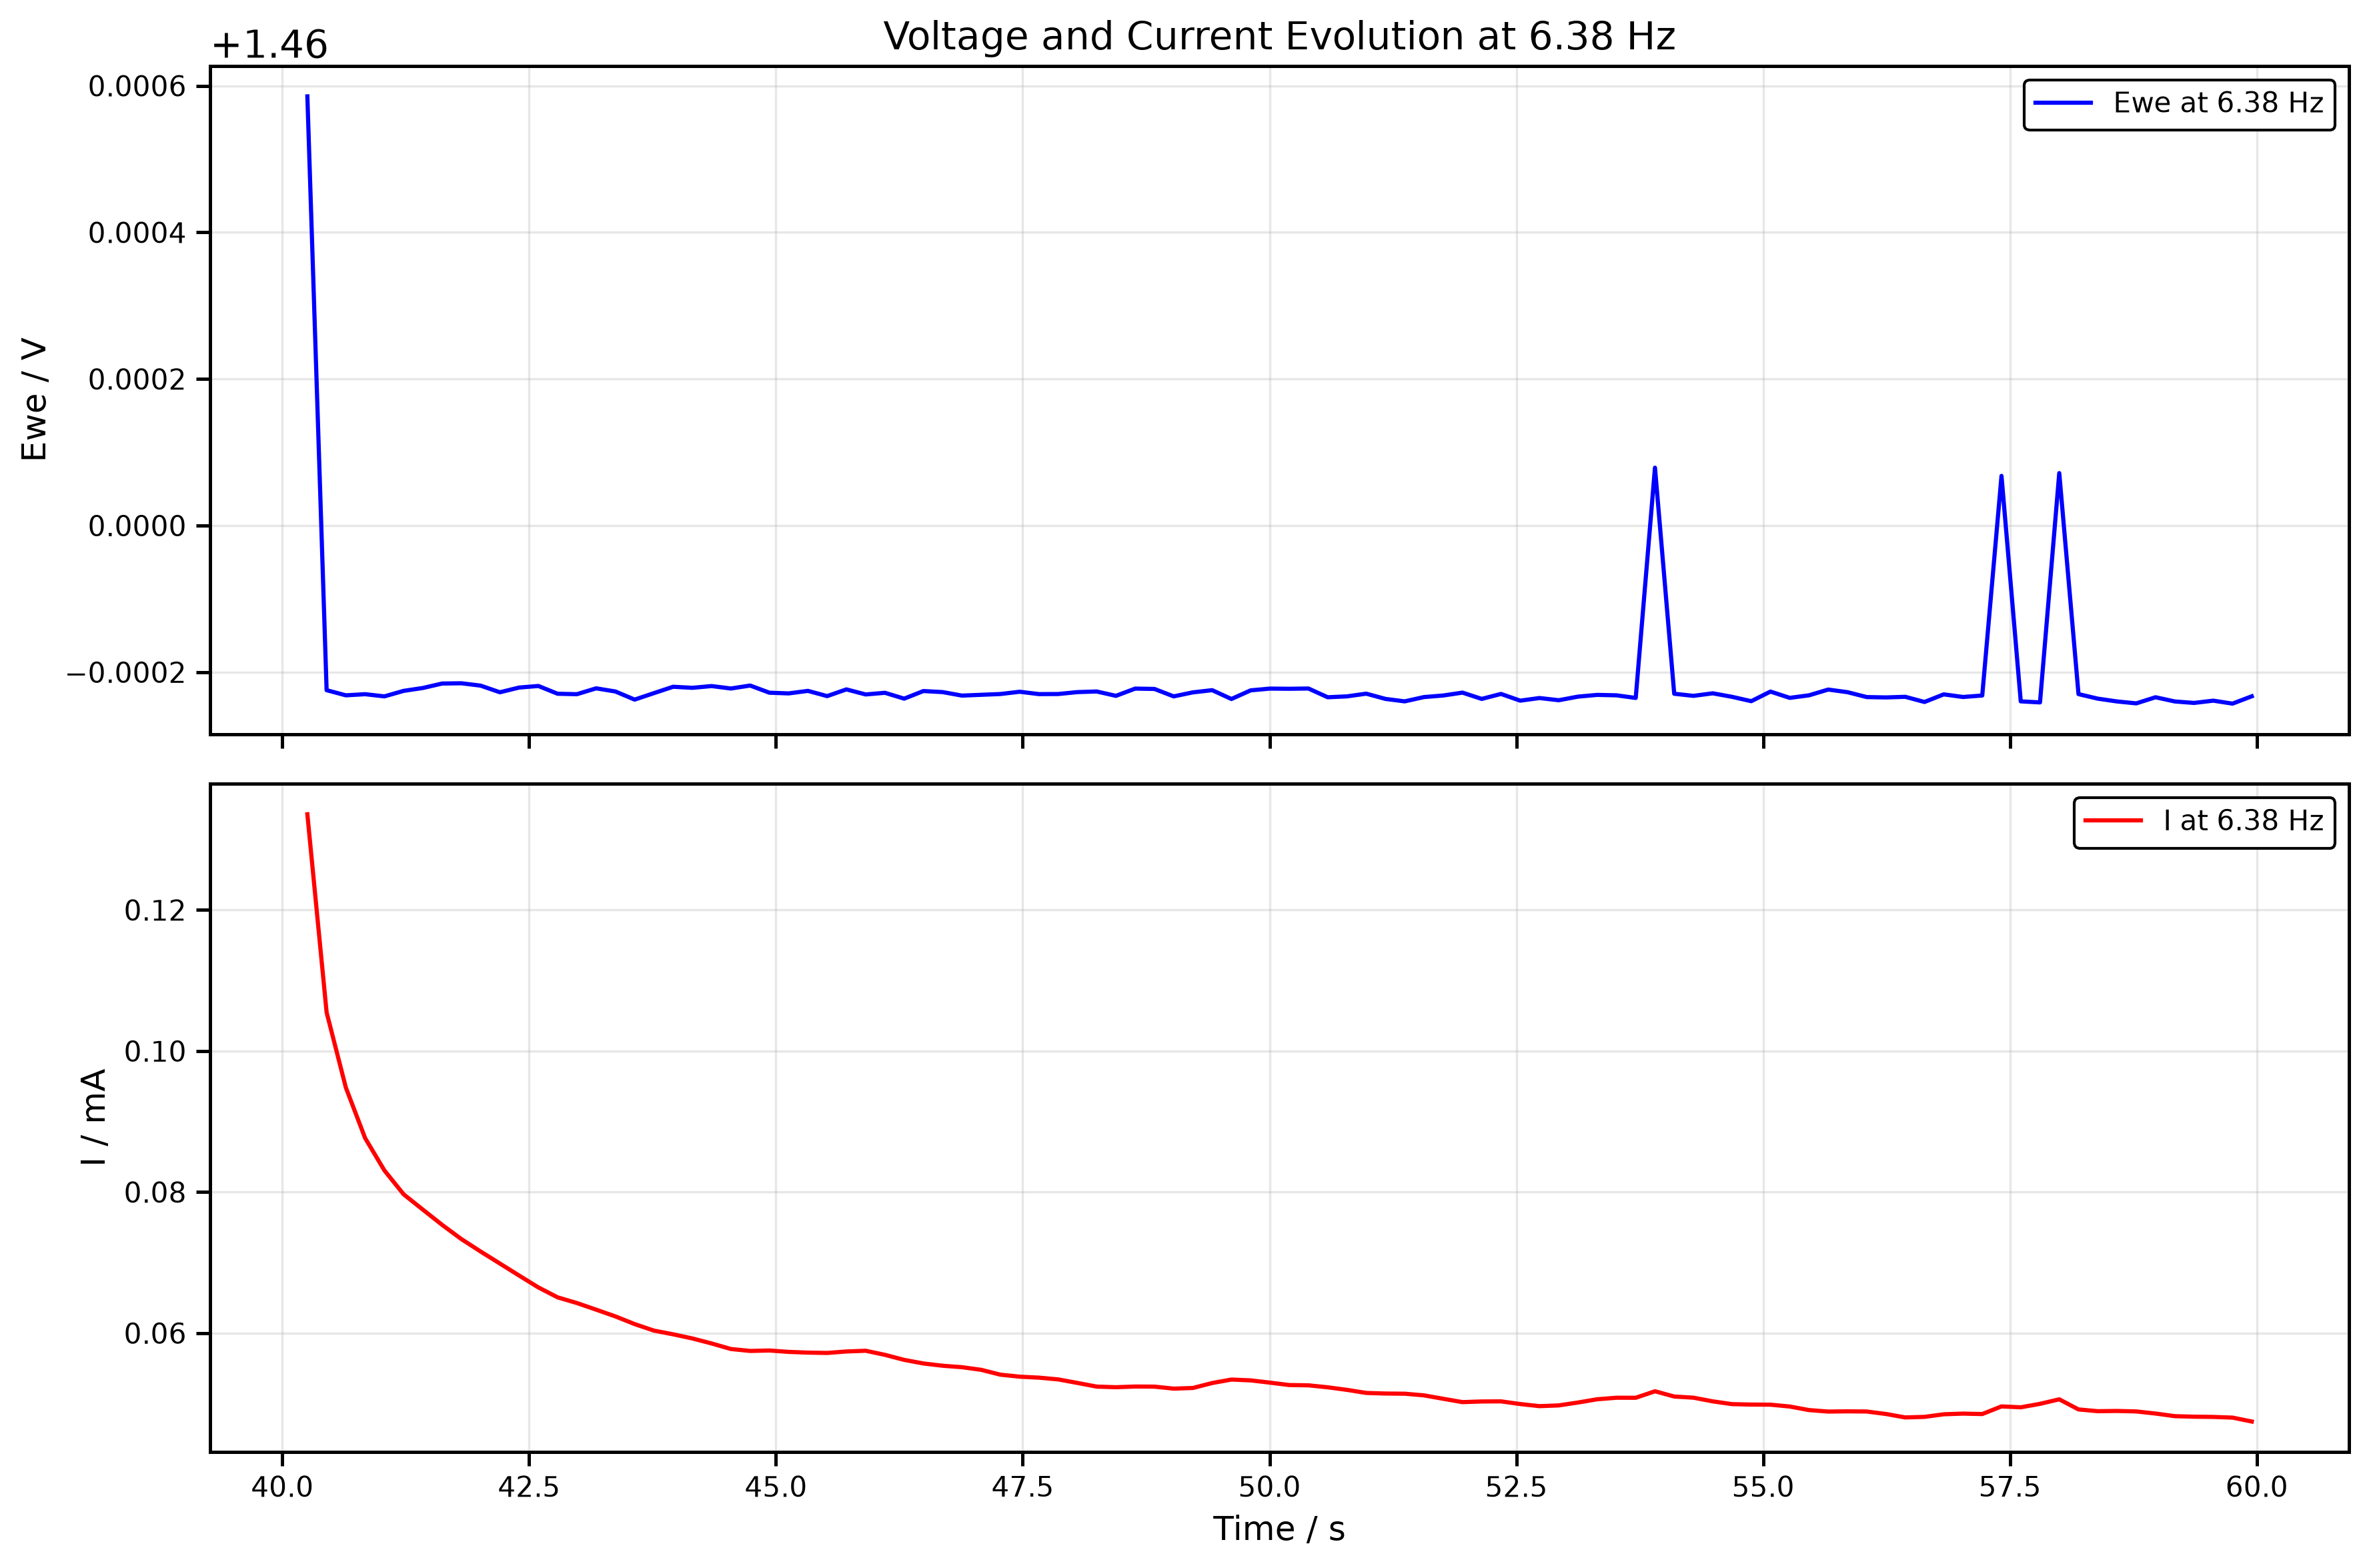 Voltage and Current Evolution at 6.38 Hz
+1.46
0.0006
0.0004
0.0002
0.0000
−0.0002
Ewe / V
Ewe at 6.38 Hz
0.12
0.10
0.08
0.06
I / mA
I at 6.38 Hz
40.0 42.5 45.0 47.5 50.0 52.5 55.0 57.5 60.0
Time / s